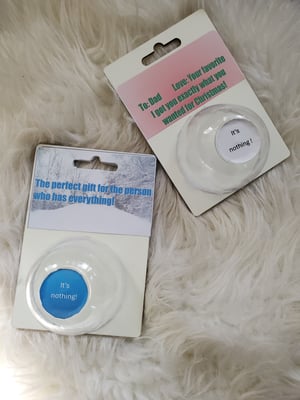 To: Dad Love: Your favorite
I got you exactly what you
wanted for Christmas!
It's
nothing!
The perfect gift for the person
who has everything!
It's
nothing!